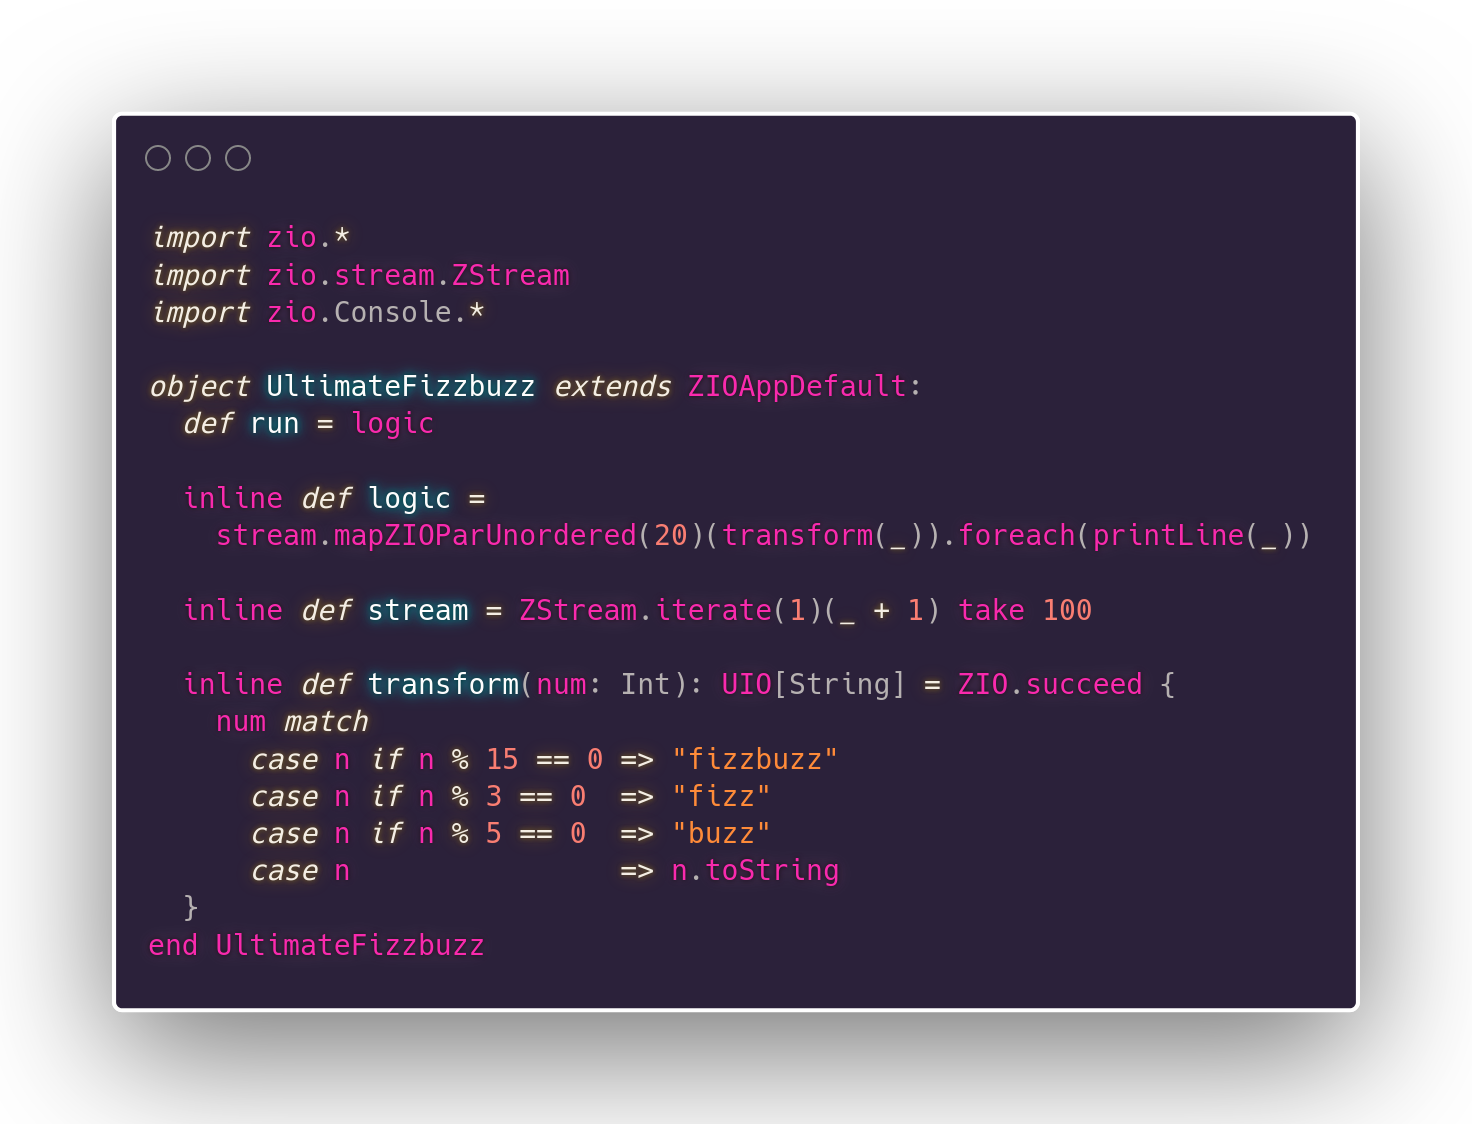 import zio.*
import zio.stream.ZStream
import zio.Console.*

object UltimateFizzbuzz extends ZIOAppDefault:
  def run = logic

  inline def logic =
    stream.mapZIOParUnordered(20)(transform(_)).foreach(printLine(_))

  inline def stream = ZStream.iterate(1)(_ + 1) take 100

  inline def transform(num: Int): UIO[String] = ZIO.succeed {
    num match
      case n if n % 15 == 0 => "fizzbuzz"
      case n if n % 3 == 0  => "fizz"
      case n if n % 5 == 0  => "buzz"
      case n                => n.toString
  }
end UltimateFizzbuzz